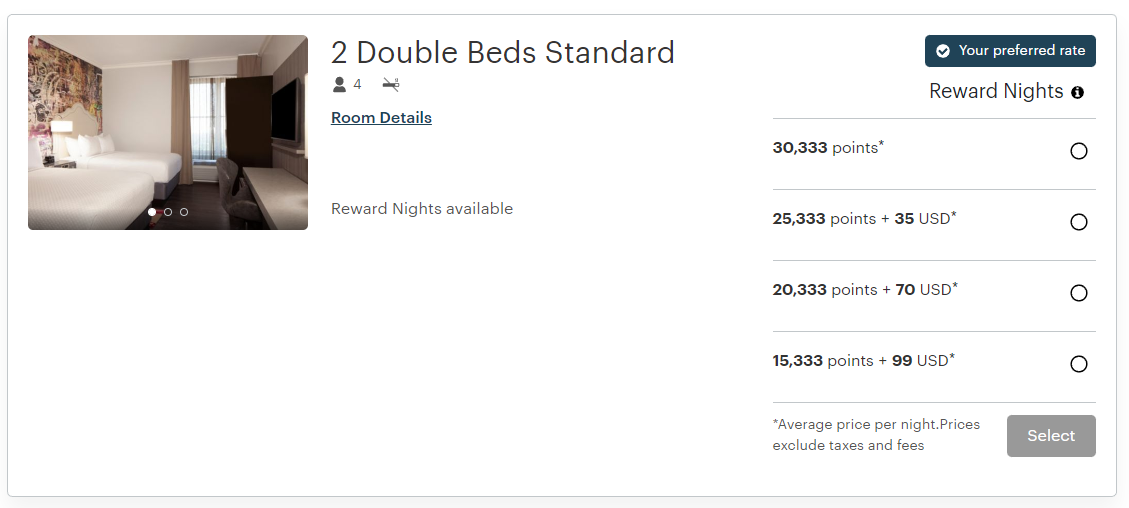 2 Double Beds Standard
4
Room Details
Reward Nights available
Your preferred rate
Reward Nights
30,333 points*
25,333 points + 35 USD*
20,333 points + 70 USD*
15,333 points + 99 USD*
*Average price per night.Prices
exclude taxes and fees
Select